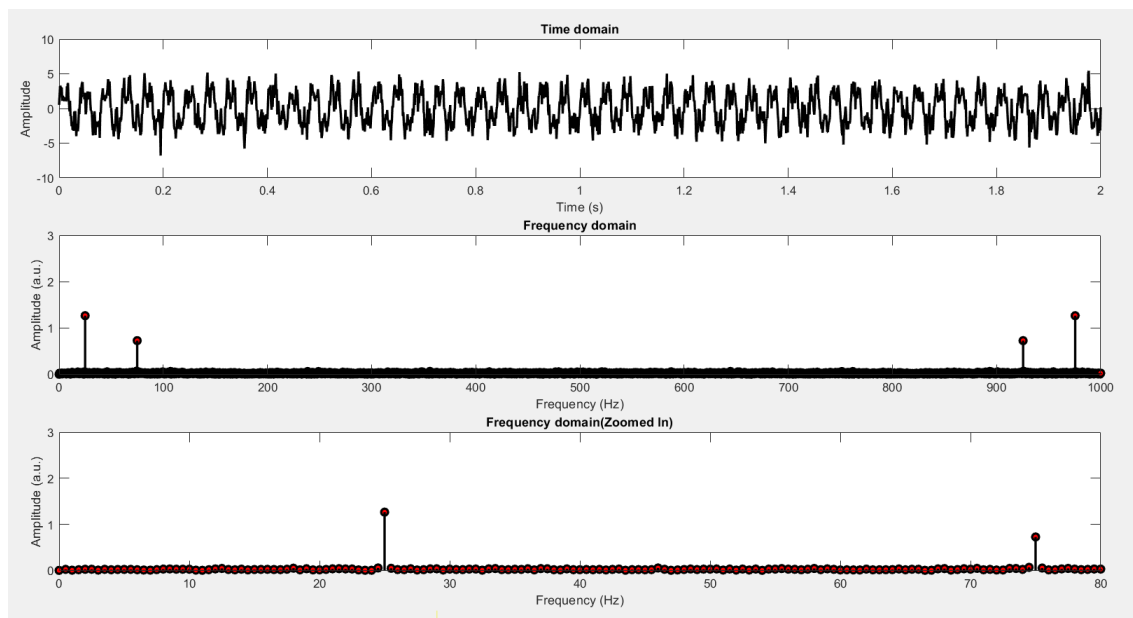 Time domain
Amplitude
10
5
0
-5
-10
0 0.2 0.4 0.6 0.8 1 1.2 1.4 1.6 1.8 2
Time (s)
Frequency domain
Amplitude (a.u.)
3
2
1
0
0 100 200 300 400 500 600 700 800 900 1000
Frequency (Hz)
Frequency domain(Zoomed In)
Amplitude (a.u.)
3
2
1
0
0 10 20 30 40 50 60 70 80
Frequency (Hz)